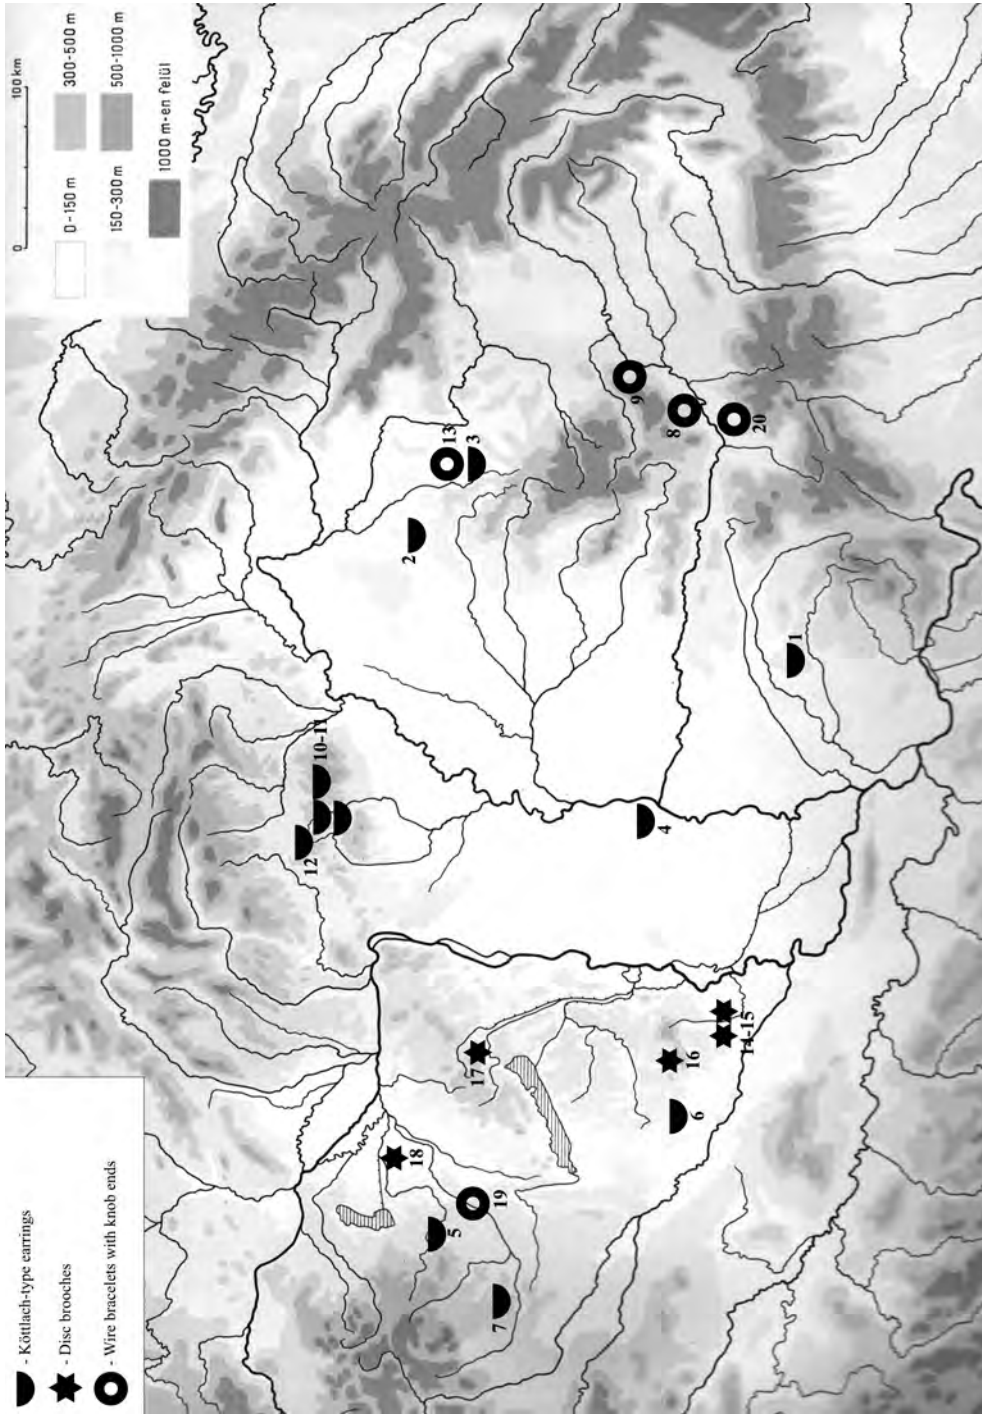 - Köttlach-type earrings
- Disc brooches
- Wire bracelets with knob ends
0 100 km
0-150 m
300-500 m
150-300 m
500-1000 m
1000 m-en felül
10-11
12
13
3
2
9
8
20
1
4
17
18
5
19
7
6
16
14-15